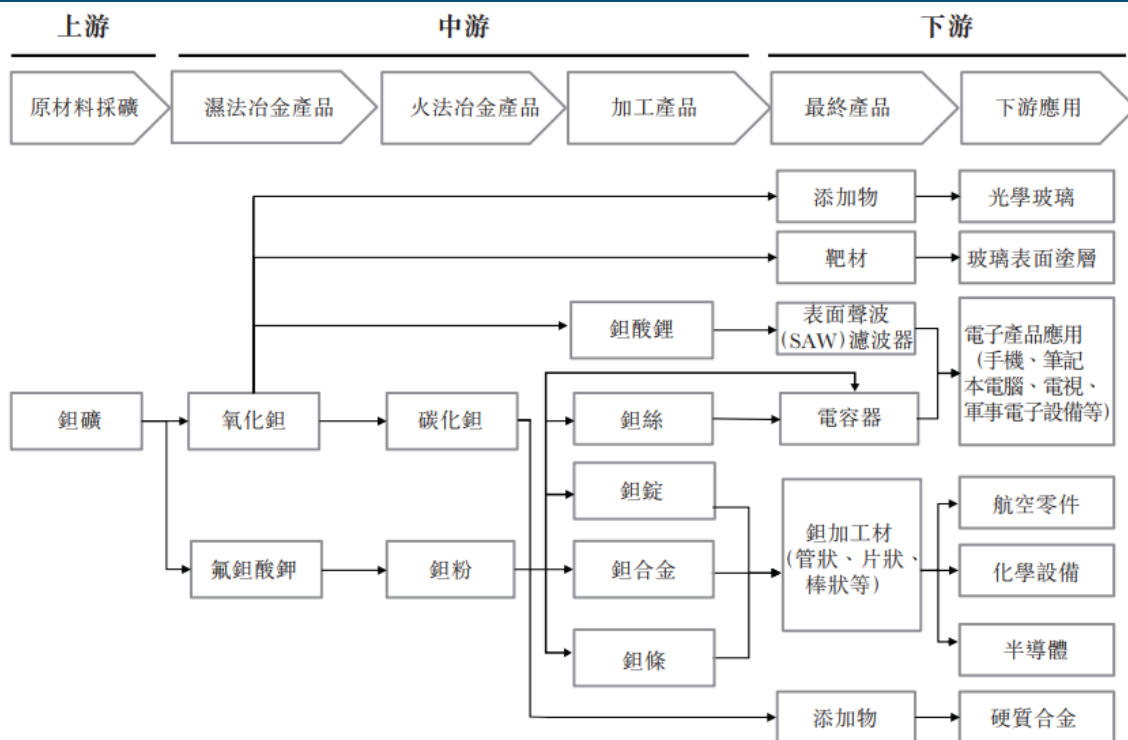 上游
中游
下游
原材料採礦
濕法冶金產品
火法冶金產品
加工產品
最終產品
下游應用
添加物
光學玻璃
靶材
玻璃表面塗層
鉭酸鋰
表面聲波
(SAW)濾波器
電子產品應用
(手機、筆記
本電腦、電視、
軍事電子設備等)
鉭礦
氧化鉭
碳化鉭
鉭絲
電容器
鉭錠
鉭加工材
(管狀、片狀、
棒狀等)
航空零件
氟鉭酸鉀
鉭粉
鉭合金
化學設備
鉭條
半導體
添加物
硬質合金